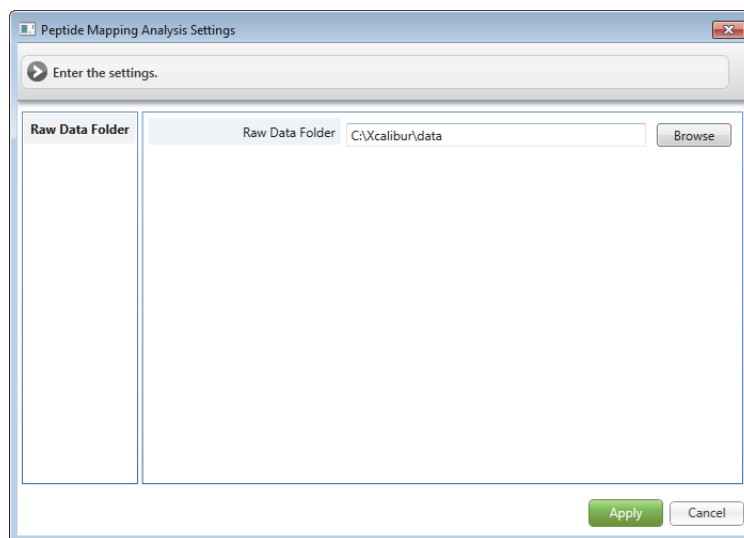 Peptide Mapping Analysis Settings
Enter the settings.
Raw Data Folder
Raw Data Folder C:\Xcalibur\data Browse
Apply Cancel